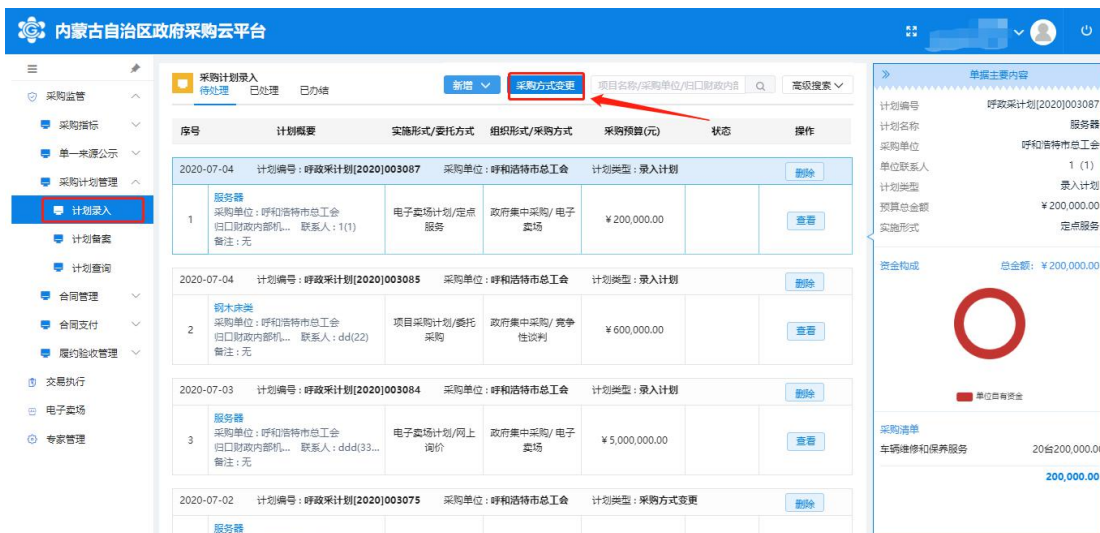 内蒙古自治区政府采购云平台
采购监管
采购指标
单一来源公示
采购计划管理
计划录入
计划备案
计划查询
合同管理
合同支付
履约验收管理
交易执行
电子卖场
专家管理
采购计划录入
待处理 已处理 已办结
新增 采购方式变更 项目名称/采购单位/归口财政内部 高级搜索
序号 计划概要 实施形式/委托方式 组织形式/采购方式 采购预算(元) 状态 操作
2020-07-04 计划编号:呼政采计划[2020]003087 采购单位:呼和浩特市总工会 计划类型:录入计划 删除
服务器
1 采购单位:呼和浩特市总工会 电子卖场计划/定点服务 政府集中采购/电子卖场 ¥200,000.00 查看
归口财政内部机... 联系人:1(1)
备注:无
2020-07-04 计划编号:呼政采计划[2020]003085 采购单位:呼和浩特市总工会 计划类型:录入计划 删除
钢木床类
2 采购单位:呼和浩特市总工会 项目采购计划/委托采购 政府集中采购/竞争性谈判 ¥600,000.00 查看
归口财政内部机... 联系人:dd(22)
备注:无
2020-07-03 计划编号:呼政采计划[2020]003084 采购单位:呼和浩特市总工会 计划类型:录入计划 删除
服务器
3 采购单位:呼和浩特市总工会 电子卖场计划/网上询价 政府集中采购/电子卖场 ¥5,000,000.00 查看
归口财政内部机... 联系人:ddd(33...
备注:无
2020-07-02 计划编号:呼政采计划[2020]003075 采购单位:呼和浩特市总工会 计划类型:采购方式变更 删除
服务器
单据主要内容
计划编号 呼政采计划[2020]003087
计划名称 服务器
采购单位 呼和浩特市总工会
单位联系人 1 (1)
计划类型 录入计划
预算总金额 ¥200,000.00
实施形式 定点服务
资金构成 总金额:¥200,000.00
单位自有资金
采购清单
车辆维修和保养服务 20台200,000.00
200,000.00